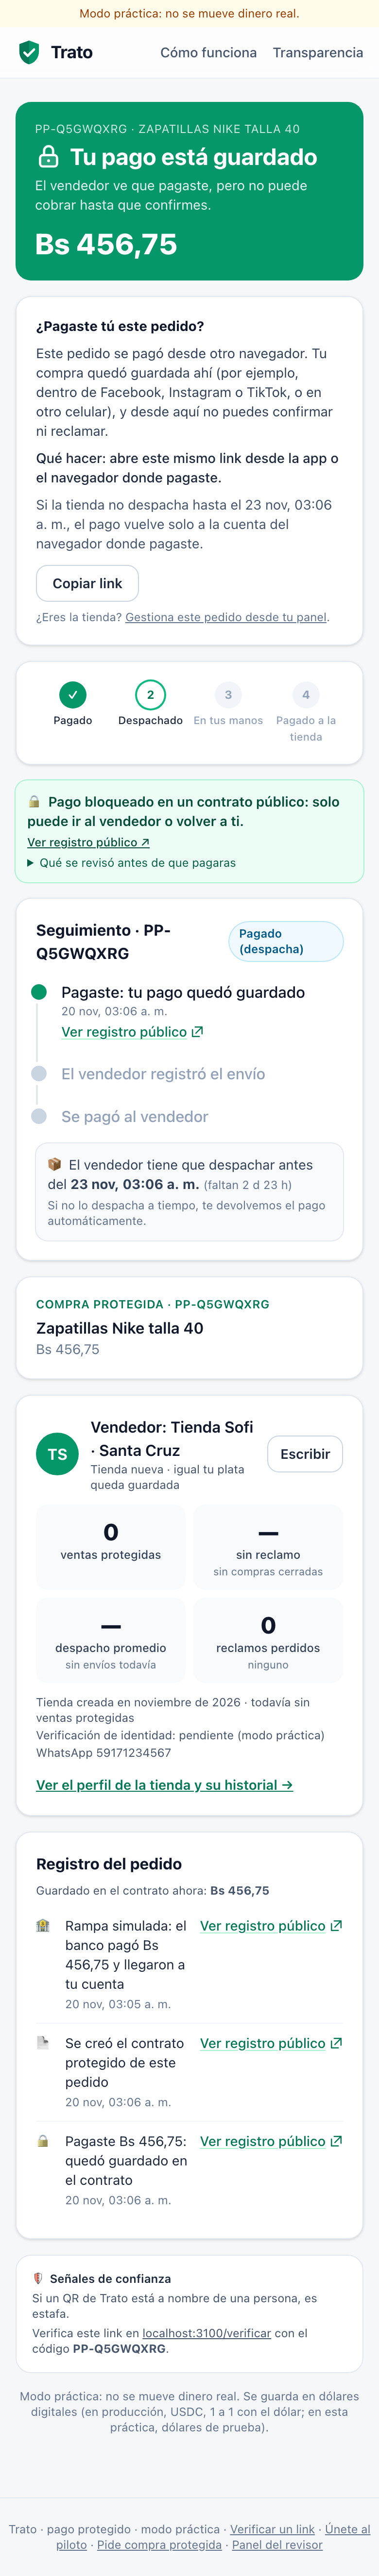 Modo práctica: no se mueve dinero real.
Trato
Cómo funciona
Transparencia
PP-Q5GWQXRG · ZAPATILLAS NIKE TALLA 40
Tu pago está guardado
El vendedor ve que pagaste, pero no puede
cobrar hasta que confirmes.
Bs 456,75
¿Pagaste tú este pedido?
Este pedido se pagó desde otro navegador. Tu
compra quedó guardada ahí (por ejemplo,
dentro de Facebook, Instagram o TikTok, o en
otro celular), y desde aquí no puedes confirmar
ni reclamar.
Qué hacer: abre este mismo link desde la app o
el navegador donde pagaste.
Si la tienda no despacha hasta el 23 nov, 03:06
a. m., el pago vuelve solo a la cuenta del
navegador donde pagaste.
Copiar link
¿Eres la tienda? Gestiona este pedido desde tu panel.
2
3
4
Pagado
Despachado
En tus manos
Pagado a la
tienda
Pago bloqueado en un contrato público: solo
puede ir al vendedor o volver a ti.
Ver registro público ↗
▶ Qué se revisó antes de que pagaras
Seguimiento · PP-
Q5GWQXRG
Pagado
(despacha)
Pagaste: tu pago quedó guardado
20 nov, 03:06 a. m.
Ver registro público
El vendedor registró el envío
Se pagó al vendedor
El vendedor tiene que despachar antes
del 23 nov, 03:06 a. m. (faltan 2 d 23 h)
Si no lo despacha a tiempo, te devolvemos el pago
automáticamente.
COMPRA PROTEGIDA · PP-Q5GWQXRG
Zapatillas Nike talla 40
Bs 456,75
TS
Vendedor: Tienda Sofi
· Santa Cruz
Tienda nueva · igual tu plata
queda guardada
Escribir
0
ventas protegidas
—
sin reclamo
sin compras cerradas
—
despacho promedio
sin envíos todavía
0
reclamos perdidos
ninguno
Tienda creada en noviembre de 2026 · todavía sin
ventas protegidas
Verificación de identidad: pendiente (modo práctica)
WhatsApp 59171234567
Ver el perfil de la tienda y su historial →
Registro del pedido
Guardado en el contrato ahora: Bs 456,75
Rampa simulada: el
banco pagó Bs
456,75 y llegaron a
tu cuenta
20 nov, 03:05 a. m.
Ver registro público
Se creó el contrato
protegido de este
pedido
20 nov, 03:06 a. m.
Ver registro público
Pagaste Bs 456,75:
quedó guardado en
el contrato
20 nov, 03:06 a. m.
Ver registro público
Señales de confianza
Si un QR de Trato está a nombre de una persona, es
estafa.
Verifica este link en localhost:3100/verificar con el
código PP-Q5GWQXRG.
Modo práctica: no se mueve dinero real. Se guarda en dólares
digitales (en producción, USDC, 1 a 1 con el dólar; en esta
práctica, dólares de prueba).
Trato · pago protegido · modo práctica · Verificar un link · Únete al
piloto · Pide compra protegida · Panel del revisor